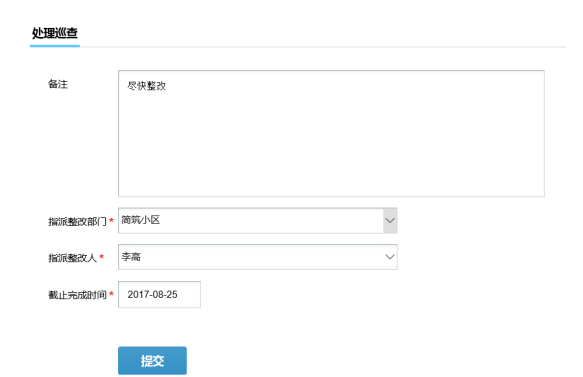 处理巡查
备注
尽快整改
指派整改部门 * 简筑小区
指派整改人 * 李高
截止完成时间 * 2017-08-25
提交